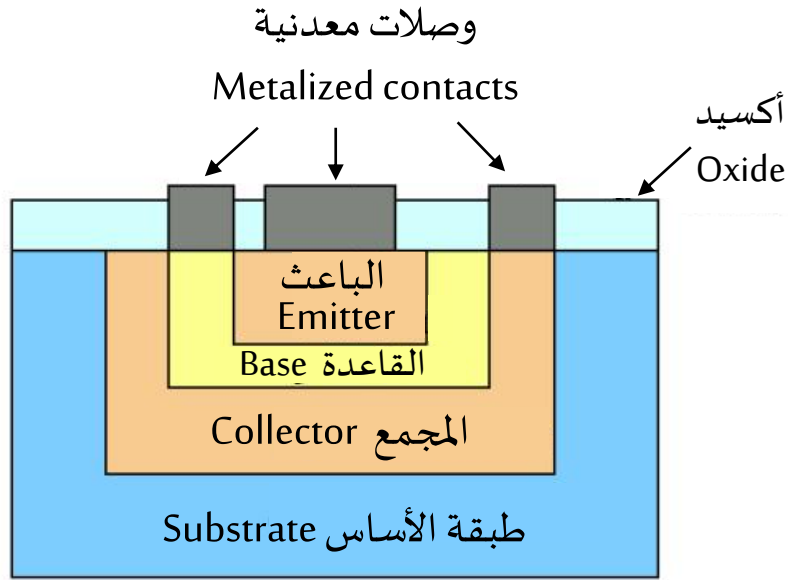 وصلات معدنية
Metalized contacts
أكسيد
Oxide
الباعث
Emitter
القاعدة Base
المجمع Collector
طبقة الأساس Substrate